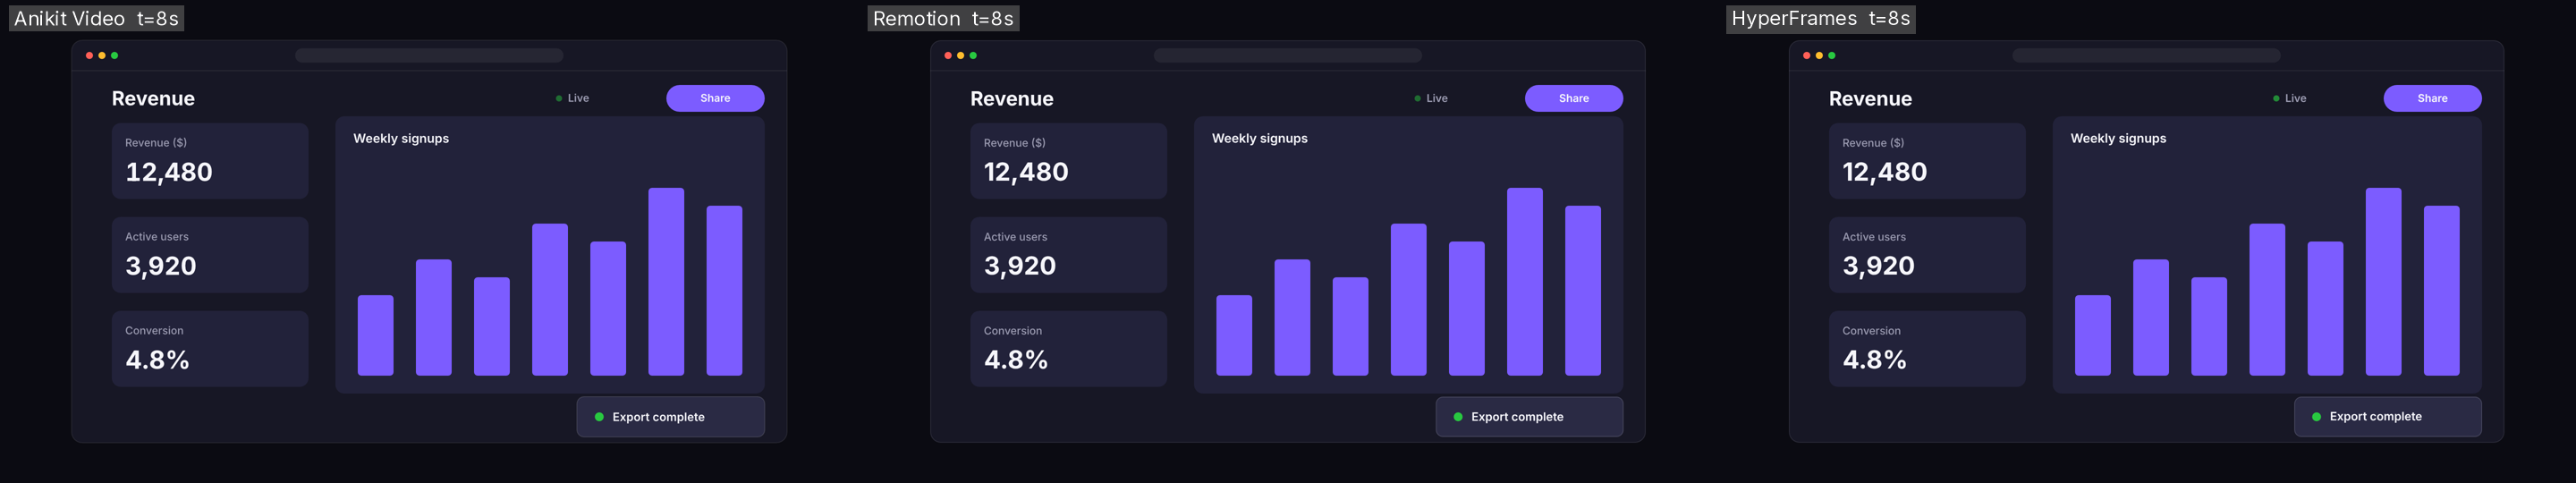 Anikit Video t=8s
Revenue
Live
Share
Revenue ($)
12,480
Active users
3,920
Conversion
4.8%
Weekly signups
Export complete
Remotion t=8s
Revenue
Live
Share
Revenue ($)
12,480
Active users
3,920
Conversion
4.8%
Weekly signups
Export complete
HyperFrames t=8s
Revenue
Live
Share
Revenue ($)
12,480
Active users
3,920
Conversion
4.8%
Weekly signups
Export complete